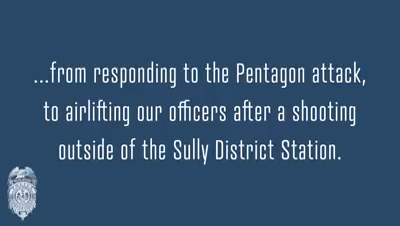 ...from responding to the Pentagon attack,
to airlifting our officers after a shooting
outside of the Sully District Station.